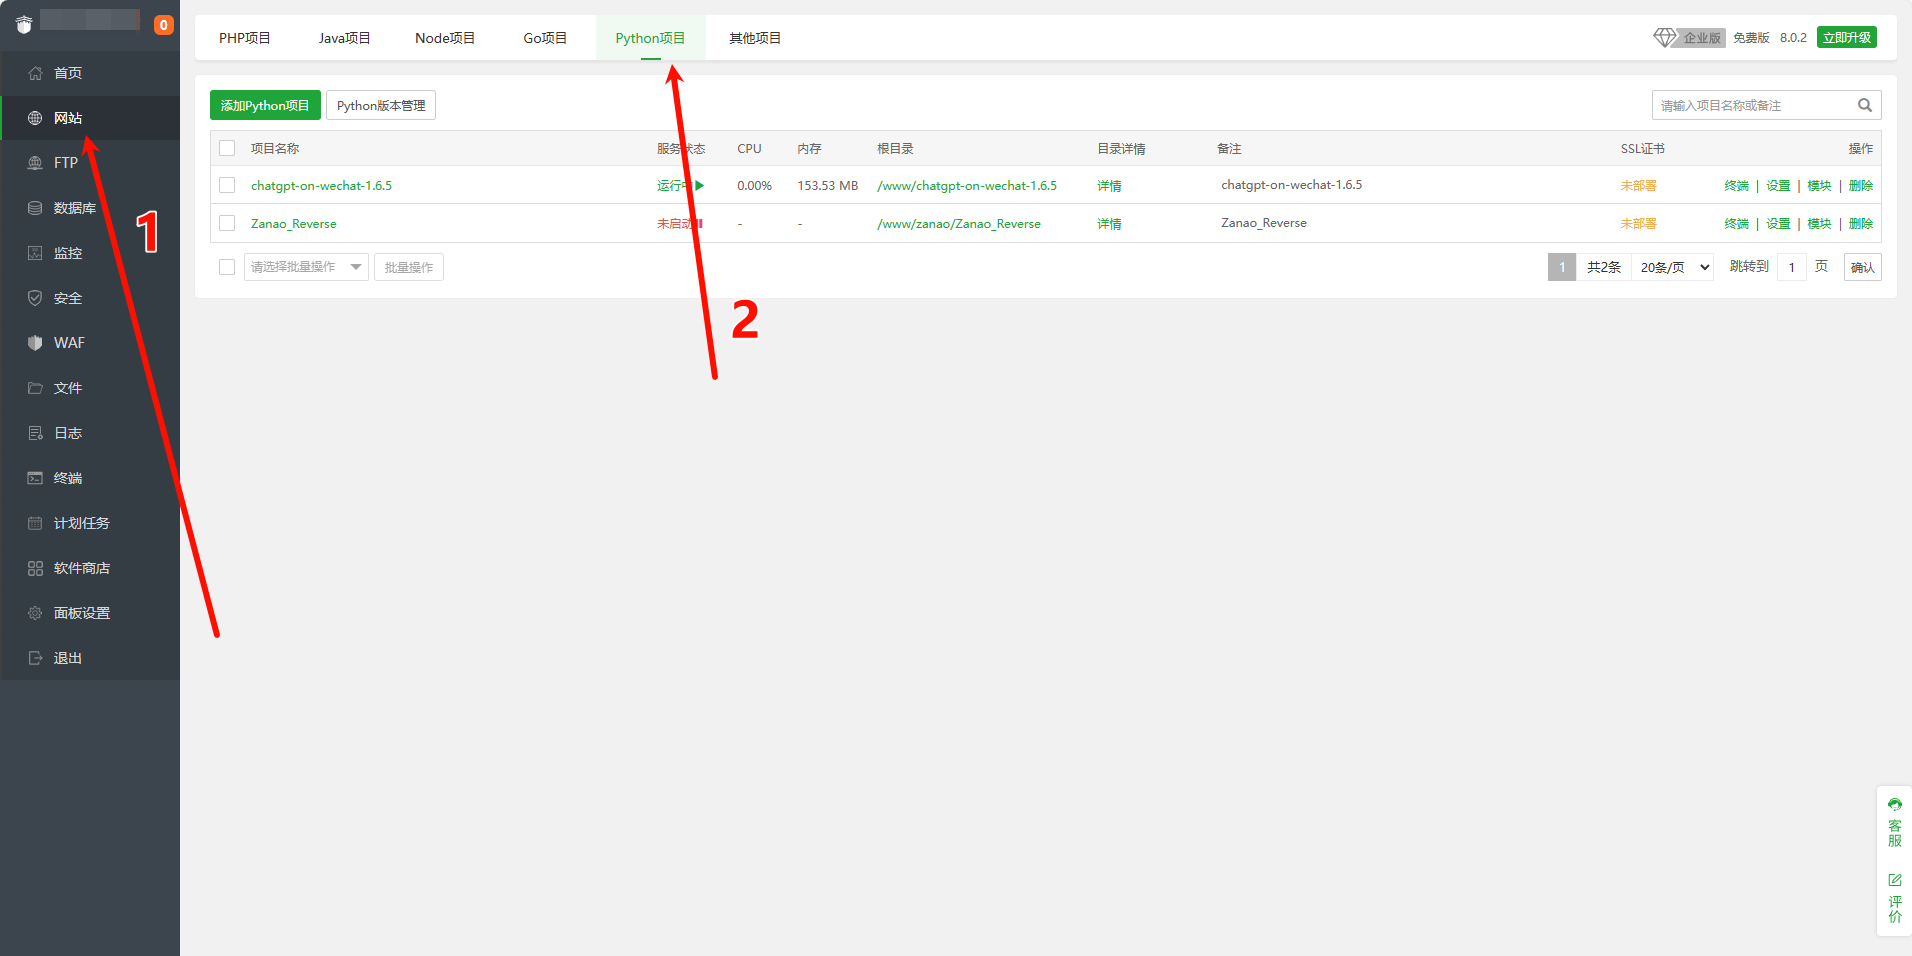 0
首页
网站
FTP
数据库
监控
安全
WAF
文件
日志
终端
计划任务
软件商店
面板设置
退出
1
PHP项目 Java项目 Node项目 Go项目 Python项目 其他项目
企业版 免费版 8.0.2 立即升级
添加Python项目 Python版本管理
请输入项目名称或备注
项目名称 服务状态 CPU 内存 根目录 目录详情 备注 SSL证书 操作
chatgpt-on-wechat-1.6.5 运行中 0.00% 153.53 MB /www/chatgpt-on-wechat-1.6.5 详情 chatgpt-on-wechat-1.6.5 未部署 终端 | 设置 | 模块 | 删除
Zanao_Reverse 未启动 - - /www/zanao/Zanao_Reverse 详情 Zanao_Reverse 未部署 终端 | 设置 | 模块 | 删除
请选择批量操作 批量操作
1 共2条 20条/页 跳转到 1 页 确认
2
客服
评价